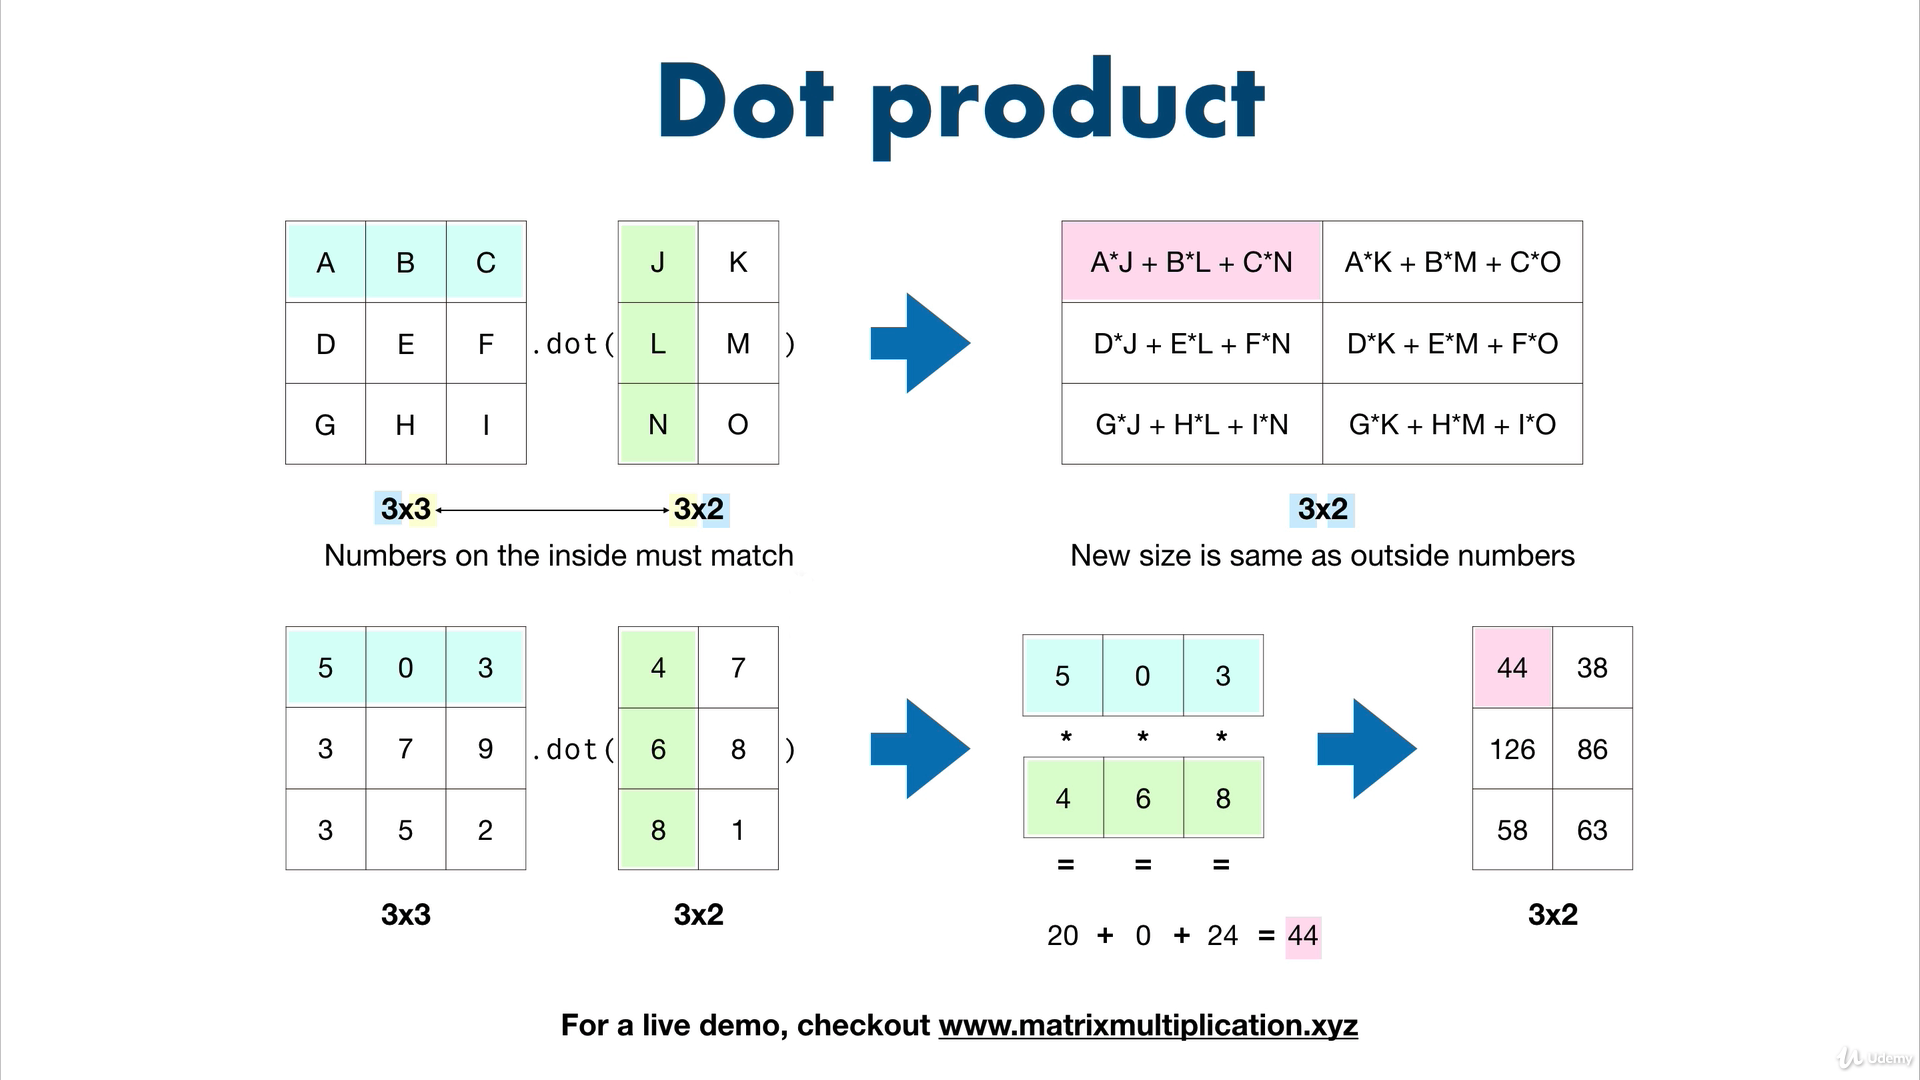 Dot product
A B C
D E F
G H I
.dot(
J K
L M
N O
)
A*J + B*L + C*N A*K + B*M + C*O
D*J + E*L + F*N D*K + E*M + F*O
G*J + H*L + I*N G*K + H*M + I*O
3x3 3x2
3x2
Numbers on the inside must match
New size is same as outside numbers
5 0 3
3 7 9
3 5 2
.dot(
4 7
6 8
8 1
)
5 0 3
* * *
4 6 8
= = =
20 + 0 + 24 = 44
44 38
126 86
58 63
3x3
3x2
3x2
For a live demo, checkout www.matrixmultiplication.xyz
Udemy